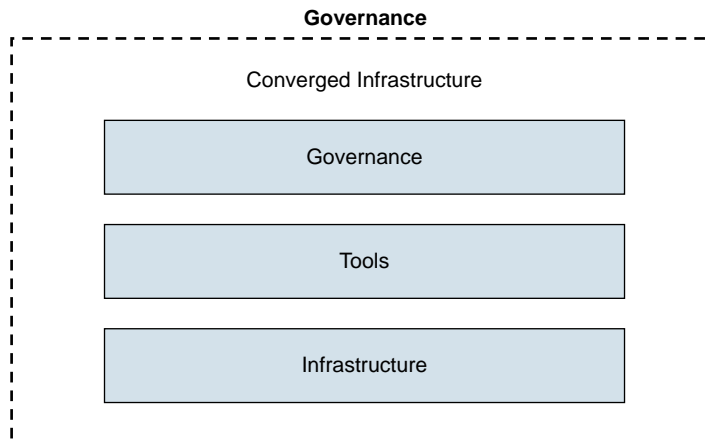 Governance
Converged Infrastructure
Governance
Tools
Infrastructure